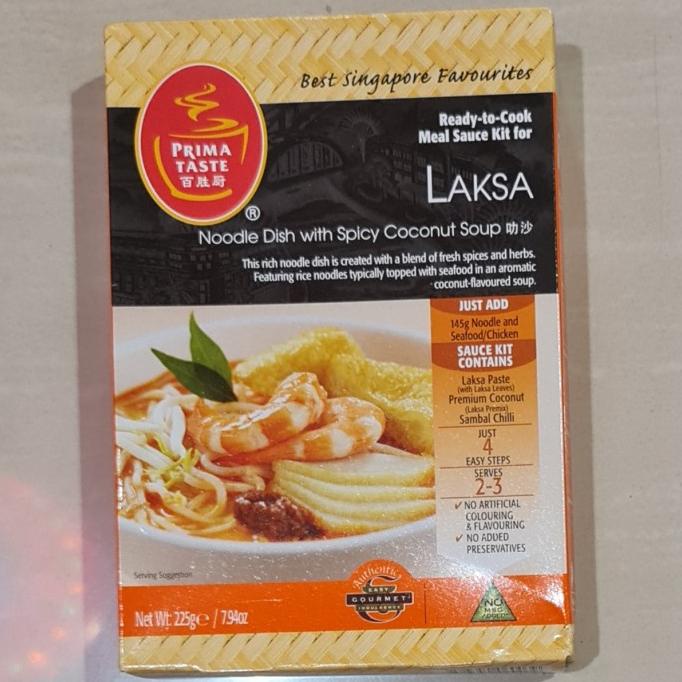 Best Singapore Favourites
PRIMA
TASTE
百胜厨
®
Ready-to-Cook
Meal Sauce Kit for
LAKSA
Noodle Dish with Spicy Coconut Soup 叻沙
This rich noodle dish is created with a blend of fresh spices and herbs.
Featuring rice noodles typically topped with seafood in an aromatic
coconut-flavoured soup.
JUST ADD
145g Noodle and
Seafood/Chicken
SAUCE KIT
CONTAINS
Laksa Paste
(with Laksa Leaves)
Premium Coconut
(Laksa Premix)
Sambal Chilli
JUST
4
EASY STEPS
SERVES
2-3
✓ NO ARTIFICIAL
COLOURING
& FLAVOURING
✓ NO ADDED
PRESERVATIVES
Serving Suggestion
Authentic
EASY
GOURMET
INDULGENCE
NO
MSG
ADDED
Net Wt: 225g℮ / 7.94oz